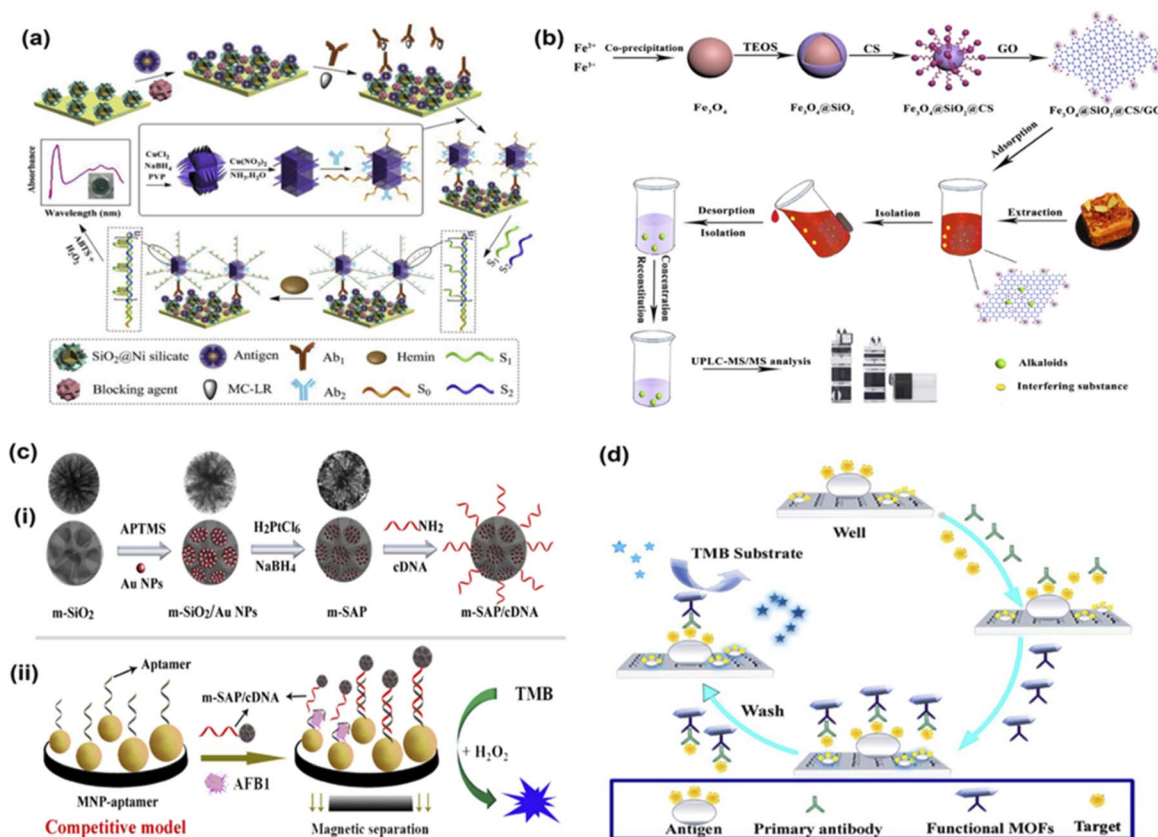 (a)
CuCl₂
NaBH₄
PVP
Cu(NO₃)₂
NH₃.H₂O
Absorbance
Wavelength (nm)
ABTS +
H₂O₂
S₁
S₂
SiO₂@Ni silicate
Antigen
Ab₁
Hemin
S₁
Blocking agent
MC-LR
Ab₂
S₀
S₂
(b)
Fe²⁺
Fe³⁺
Co-precipitation
TEOS
CS
GO
Fe₃O₄
Fe₃O₄@SiO₂
Fe₃O₄@SiO₂@CS
Fe₃O₄@SiO₂@CS/GO
Adsorption
Extraction
Isolation
Desorption
Isolation
Concentration
Reconstitution
UPLC-MS/MS analysis
Alkaloids
Interfering substance
(c)
(i)
APTMS
Au NPs
H2PtCl6
NaBH4
NH2
cDNA
m-SiO₂
m-SiO₂/Au NPs
m-SAP
m-SAP/cDNA
(ii)
Aptamer
m-SAP/cDNA
AFB1
TMB
+ H₂O₂
MNP-aptamer
Competitive model
Magnetic separation
(d)
Well
TMB Substrate
Wash
Antigen
Primary antibody
Functional MOFs
Target